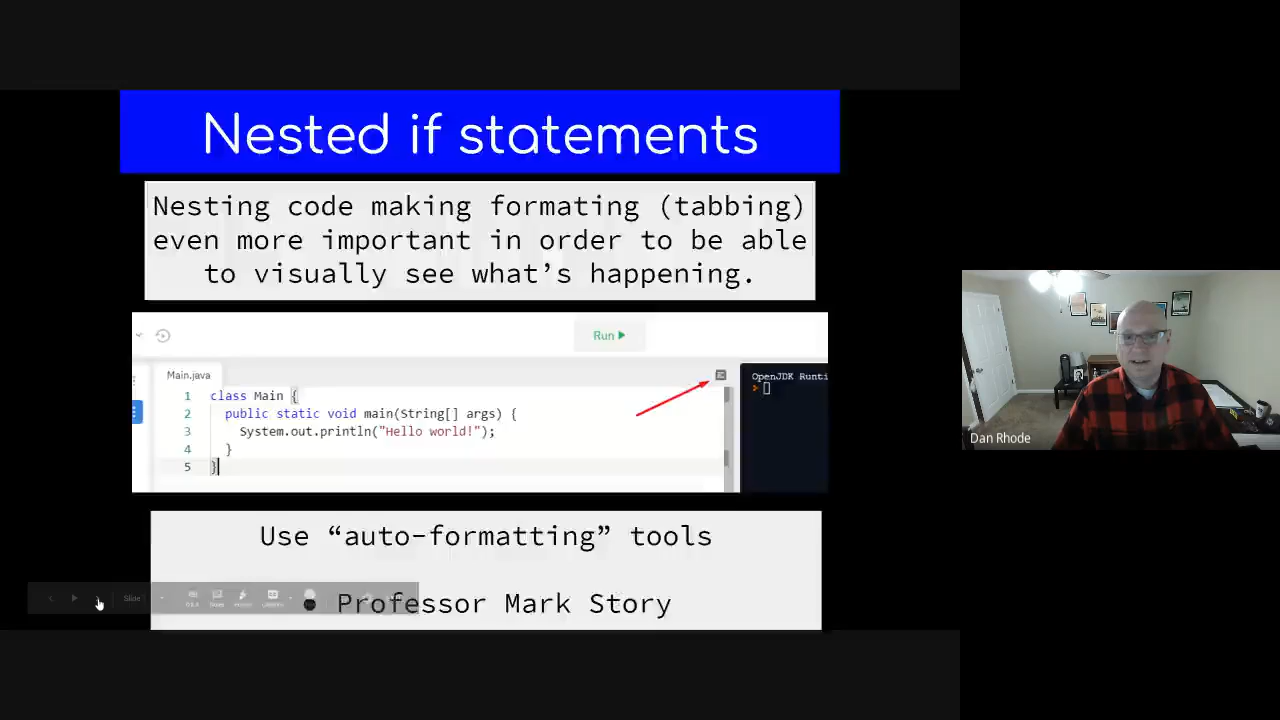 Nested if statements
Nesting code making formating (tabbing)
even more important in order to be able
to visually see what’s happening.
Run
Main.java
OpenJDK Runti
1 class Main {
2 public static void main(String[] args) {
3 System.out.println("Hello world!");
4 }
5 }
Dan Rhode
Use “auto-formatting” tools
Slide
• Professor Mark Story